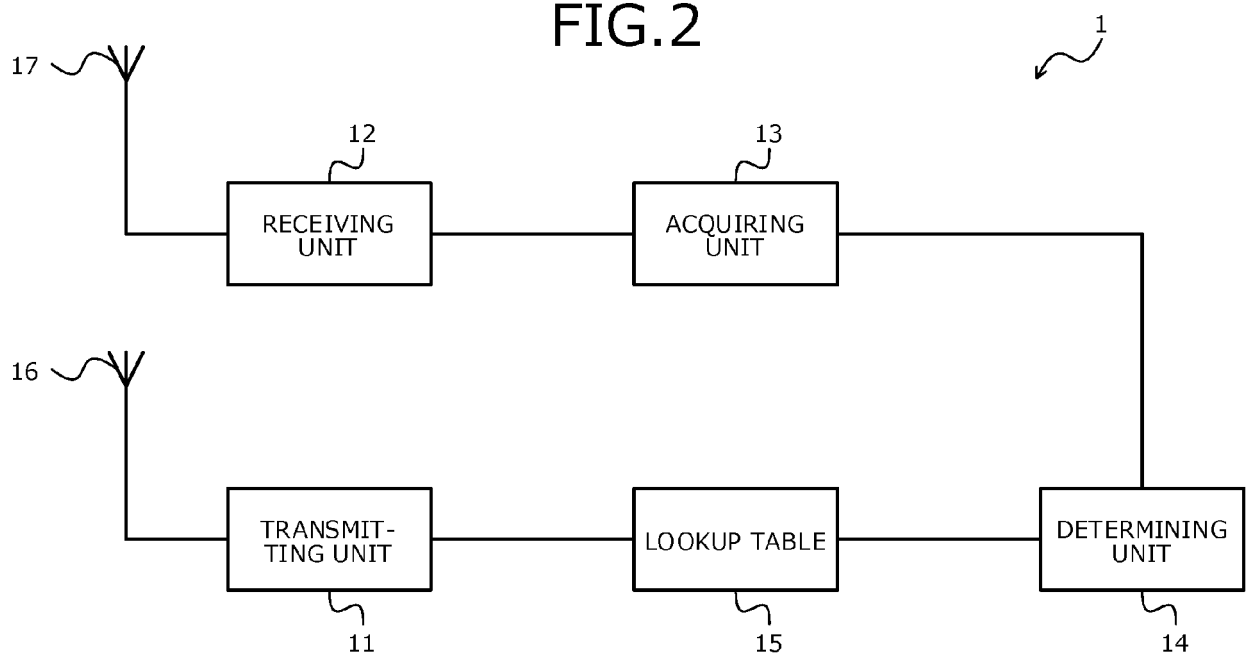 FIG.2
1
17
12
13
RECEIVING
UNIT
ACQUIRING
UNIT
16
TRANSMIT-
TING UNIT
LOOKUP TABLE
DETERMINING
UNIT
11
15
14